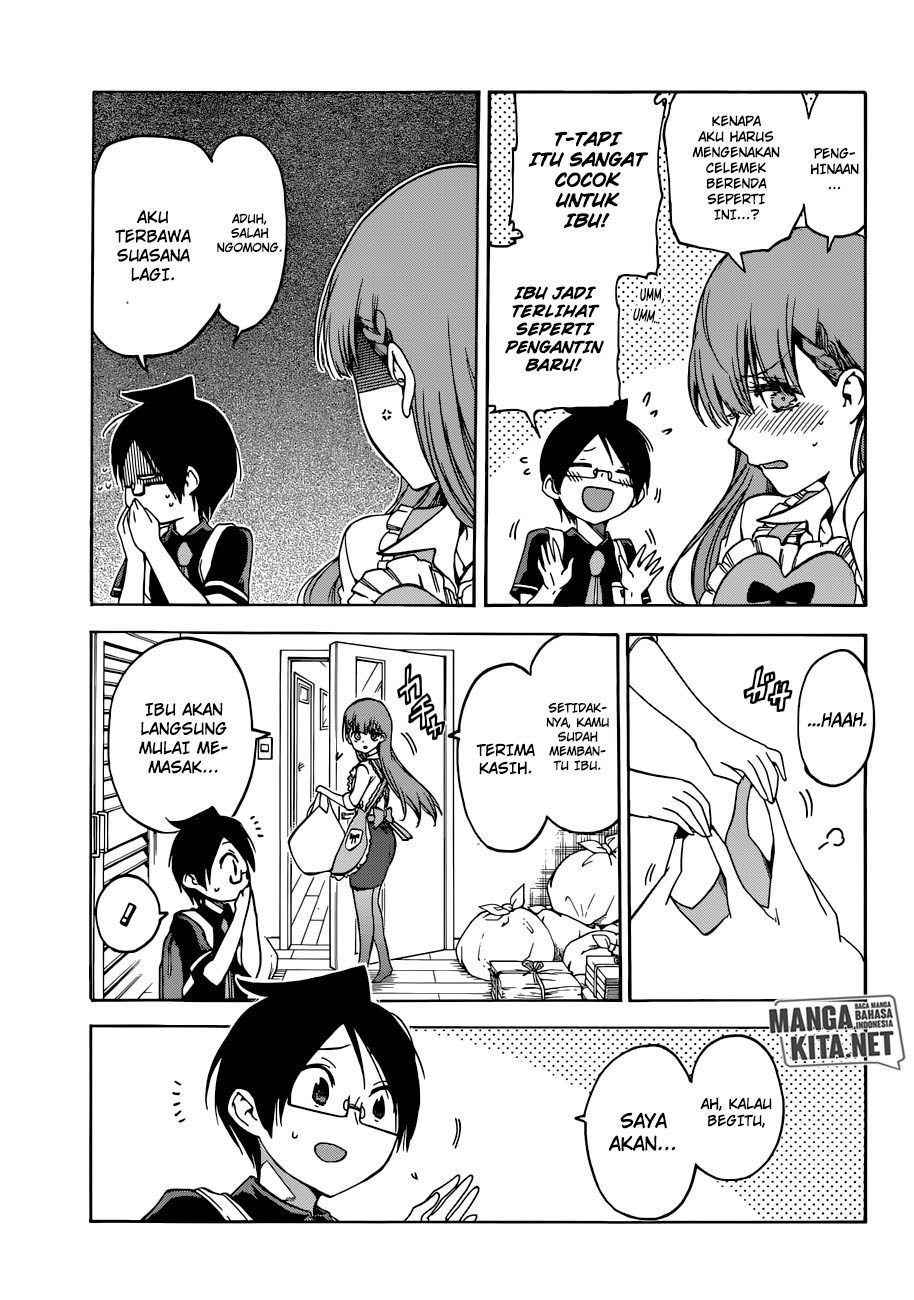 PENG-
HINAAN
...
KENAPA
AKU HARUS
MENGENAKAN
CELEMEK
BERENDA
SEPERTI
INI...?
T-TAPI
ITU SANGAT
COCOK
UNTUK
IBU!
UMM,
UMM...
IBU JADI
TERLIHAT
SEPERTI
PENGANTIN
BARU!
ADUH,
SALAH
NGOMONG.
AKU
TERBAWA
SUASANA
LAGI.
...HAAH.
ガサ
SETIDAK-
NYA, KAMU
SUDAH
MEMBAN-
TU IBU.
TERIMA
KASIH.
IBU AKAN
LANGSUNG
MULAI ME-
MASAK...
!
AH, KALAU
BEGITU,
SAYA
AKAN...
MANGA
KITA.NET
BACA MANGA
BAHASA
INDONESIA